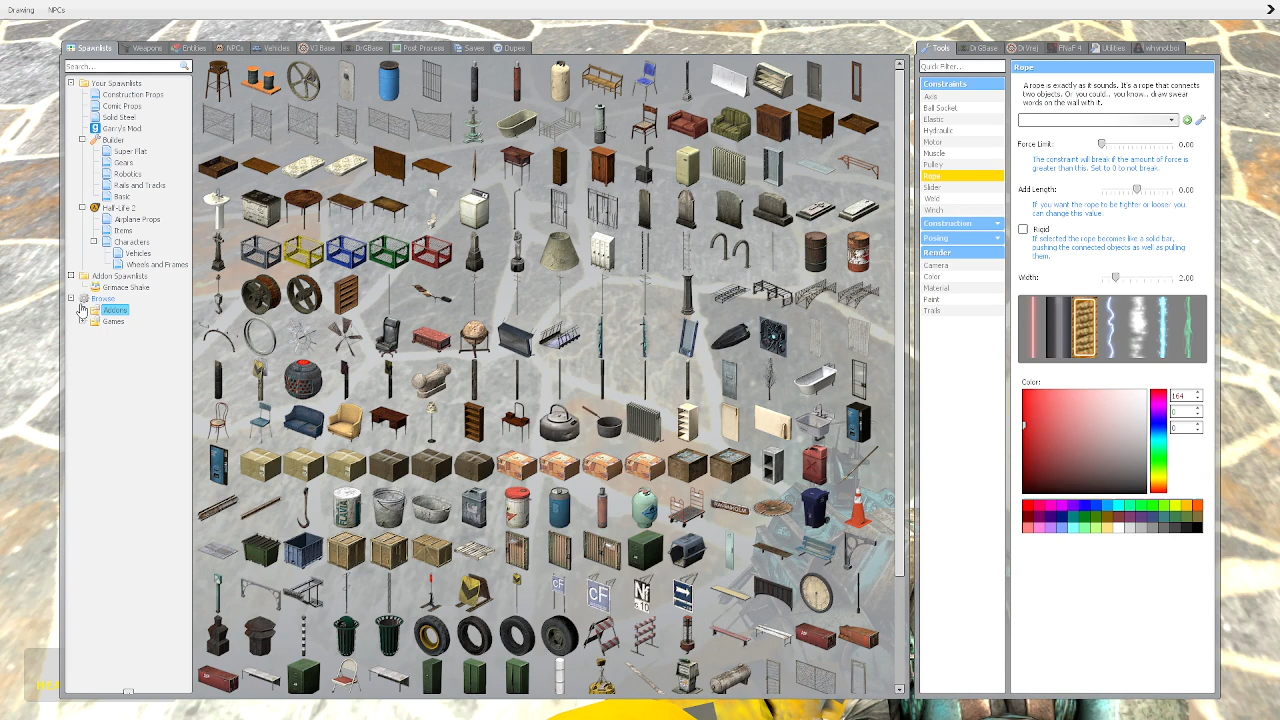 Drawing NPCs
Spawnlists Weapons Entities NPCs Vehicles VJ Base DrGBase Post Process Saves Dupes
Tools DrGBase DrVrej FNaF 4 Utilities whynotboi
Search...
Your Spawnlists
Construction Props
Comic Props
Solid Steel
Garry's Mod
Builder
Super Flat
Gears
Robotics
Rails and Tracks
Basic
Half-Life 2
Airplane Props
Items
Characters
Vehicles
Wheels and Frames
Addon Spawnlists
Grimace Shake
Browse
Addons
Games
cF
cF
Quick Filter...
Constraints
Axis
Ball Socket
Elastic
Hydraulic
Motor
Muscle
Pulley
Rope
Slider
Weld
Winch
Construction
Posing
Render
Camera
Color
Material
Paint
Trails
Rope
A rope is exactly as it sounds. It's a rope that connects
two objects. Or you could.. you know.. draw swear
words on the wall with it.
Force Limit: 0.00
The constraint will break if the amount of force is
greater than this. Set to 0 to not break.
Add Length: 0.00
If you want the rope to be tighter or looser you
can change this value.
Rigid
If selected the rope becomes like a solid bar,
pushing the connected objects as well as pulling
them.
Width: 2.00
Color:
164
0
0